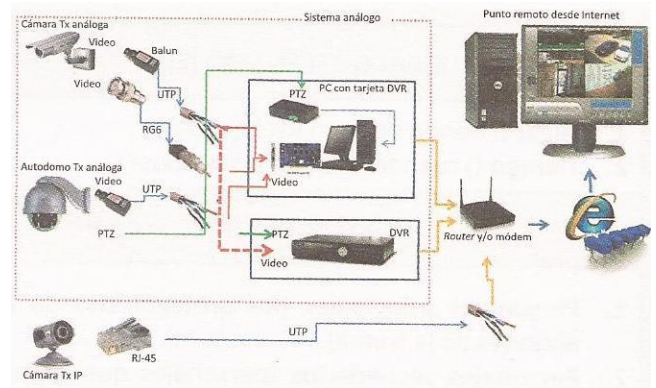 Sistema análogo
Punto remoto desde Internet
Cámara Tx análoga
Video
Balun
Video
UTP
PTZ
PC con tarjeta DVR
RG6
Autodomo Tx análoga
Video
UTP
Video
PTZ
PTZ
DVR
Video
Router y/o módem
UTP
RJ-45
Cámara Tx IP